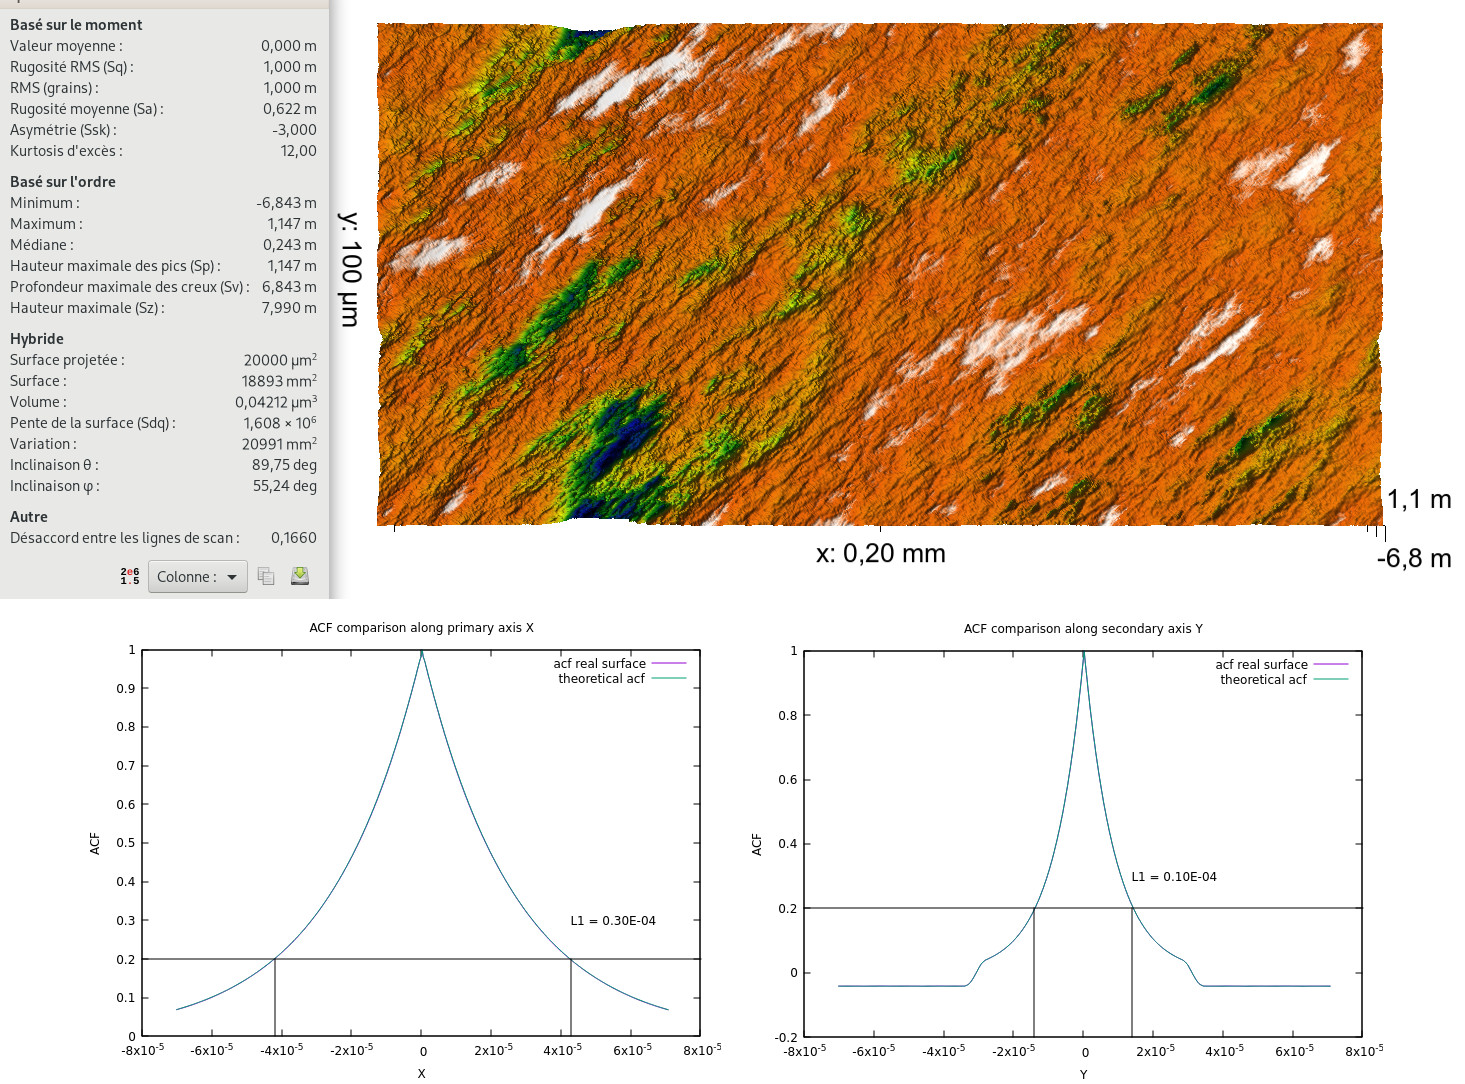 Basé sur le moment
Valeur moyenne : 0,000 m
Rugosité RMS (Sq) : 1,000 m
RMS (grains) : 1,000 m
Rugosité moyenne (Sa) : 0,622 m
Asymétrie (Ssk) : -3,000
Kurtosis d'excès : 12,00
Basé sur l'ordre
Minimum : -6,843 m
Maximum : 1,147 m
Médiane : 0,243 m
Hauteur maximale des pics (Sp) : 1,147 m
Profondeur maximale des creux (Sv) : 6,843 m
Hauteur maximale (Sz) : 7,990 m
Hybride
Surface projetée : 20000 µm²
Surface : 18893 mm²
Volume : 0,04212 µm³
Pente de la surface (Sdq) : 1,608 × 10⁶
Variation : 20991 mm²
Inclinaison θ : 89,75 deg
Inclinaison φ : 55,24 deg
Autre
Désaccord entre les lignes de scan : 0,1660
2e6
1.5
Colonne :
y: 100 µm
x: 0,20 mm
1,1 m
-6,8 m
ACF comparison along primary axis X
acf real surface
theoretical acf
1
0.9
0.8
0.7
0.6
0.5
0.4
0.3
0.2
0.1
0
ACF
L1 = 0.30E-04
-8x10⁻⁵ -6x10⁻⁵ -4x10⁻⁵ -2x10⁻⁵ 0 2x10⁻⁵ 4x10⁻⁵ 6x10⁻⁵ 8x10⁻⁵
X
ACF comparison along secondary axis Y
acf real surface
theoretical acf
1
0.8
0.6
0.4
0.2
0
-0.2
ACF
L1 = 0.10E-04
-8x10⁻⁵ -6x10⁻⁵ -4x10⁻⁵ -2x10⁻⁵ 0 2x10⁻⁵ 4x10⁻⁵ 6x10⁻⁵ 8x10⁻⁵
Y